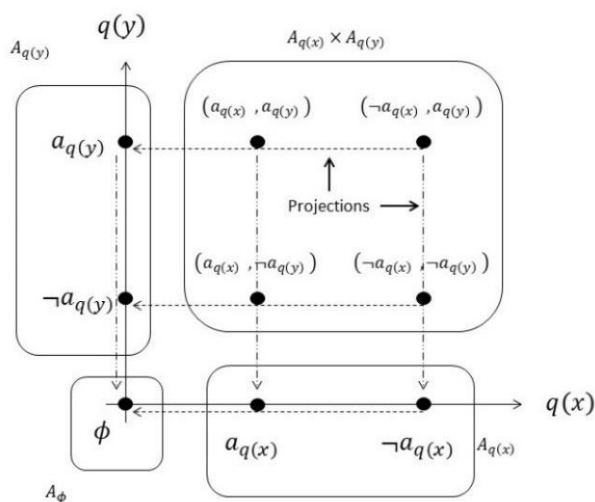 q(y)
A_{q(y)}
A_{q(x)} × A_{q(y)}
(a_{q(x)} , a_{q(y)})
(¬a_{q(x)} , a_{q(y)})
a_{q(y)}
Projections
(a_{q(x)} , ¬a_{q(y)})
(¬a_{q(x)} , ¬a_{q(y)})
¬a_{q(y)}
q(x)
ϕ
a_{q(x)}
¬a_{q(x)}
A_{q(x)}
A_ϕ